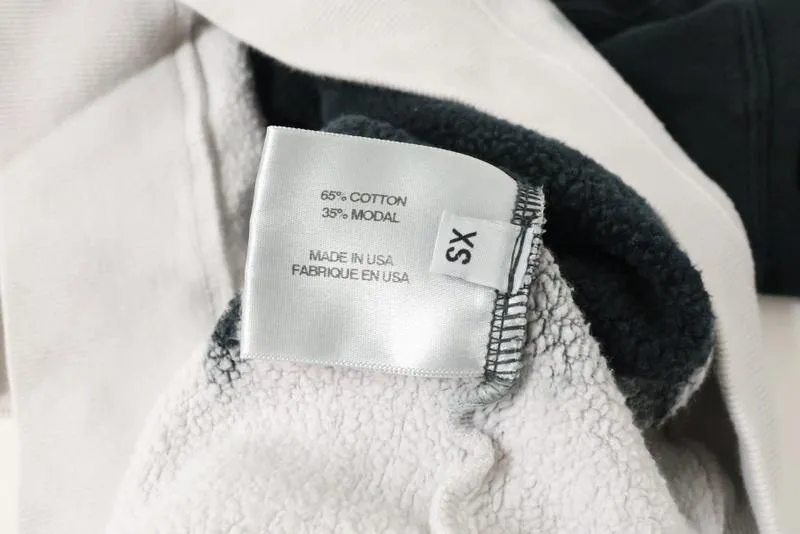 65% COTTON
35% MODAL
MADE IN USA
FABRIQUE EN USA
XS